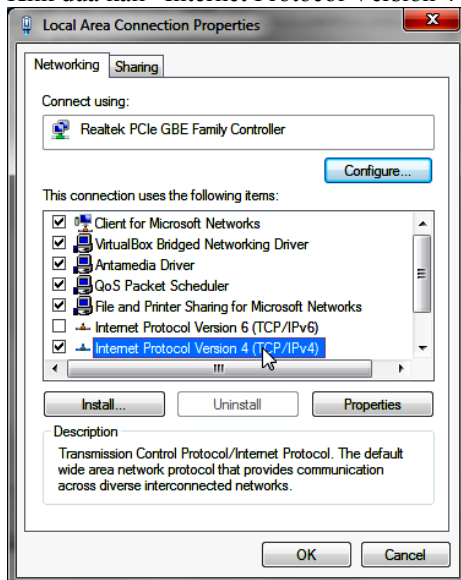 Internet Protocol Version
Local Area Connection Properties
Networking
Sharing
Connect using:
Realtek PCIe GBE Family Controller
Configure...
This connection uses the following items:
Client for Microsoft Networks
VirtualBox Bridged Networking Driver
Antamedia Driver
QoS Packet Scheduler
File and Printer Sharing for Microsoft Networks
Internet Protocol Version 6 (TCP/IPv6)
Internet Protocol Version 4 (TCP/IPv4)
Install...
Uninstall
Properties
Description
Transmission Control Protocol/Internet Protocol. The default
wide area network protocol that provides communication
across diverse interconnected networks.
OK
Cancel